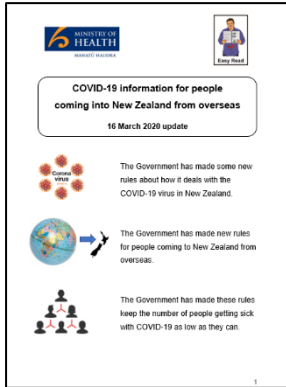 MINISTRY OF
HEALTH
MANATŪ HAUORA
Easy Read
COVID-19 information for people
coming into New Zealand from overseas
16 March 2020 update
Corona
virus
The Government has made some new
rules about how it deals with the
COVID-19 virus in New Zealand.
The Government has made new rules
for people coming to New Zealand from
overseas.
The Government has made these rules
keep the number of people getting sick
with COVID-19 as low as they can.
1